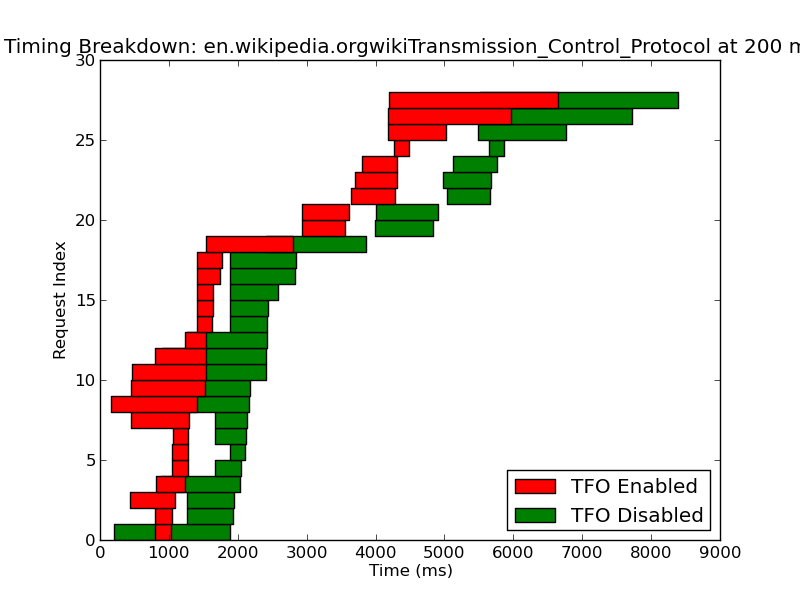 Timing Breakdown: en.wikipedia.orgwikiTransmission_Control_Protocol at 200 m
30
25
20
15
10
5
0
Request Index
TFO Enabled
TFO Disabled
0 1000 2000 3000 4000 5000 6000 7000 8000 9000
Time (ms)